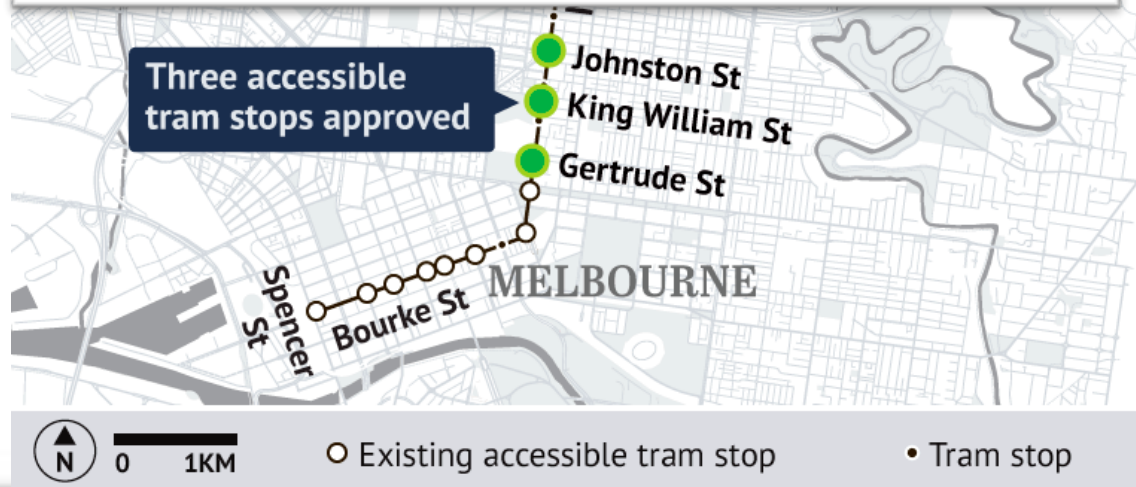 Johnston St
Three accessible
tram stops approved
King William St
Gertrude St
MELBOURNE
Spencer
St
Bourke St
N
0 1KM
Existing accessible tram stop
Tram stop